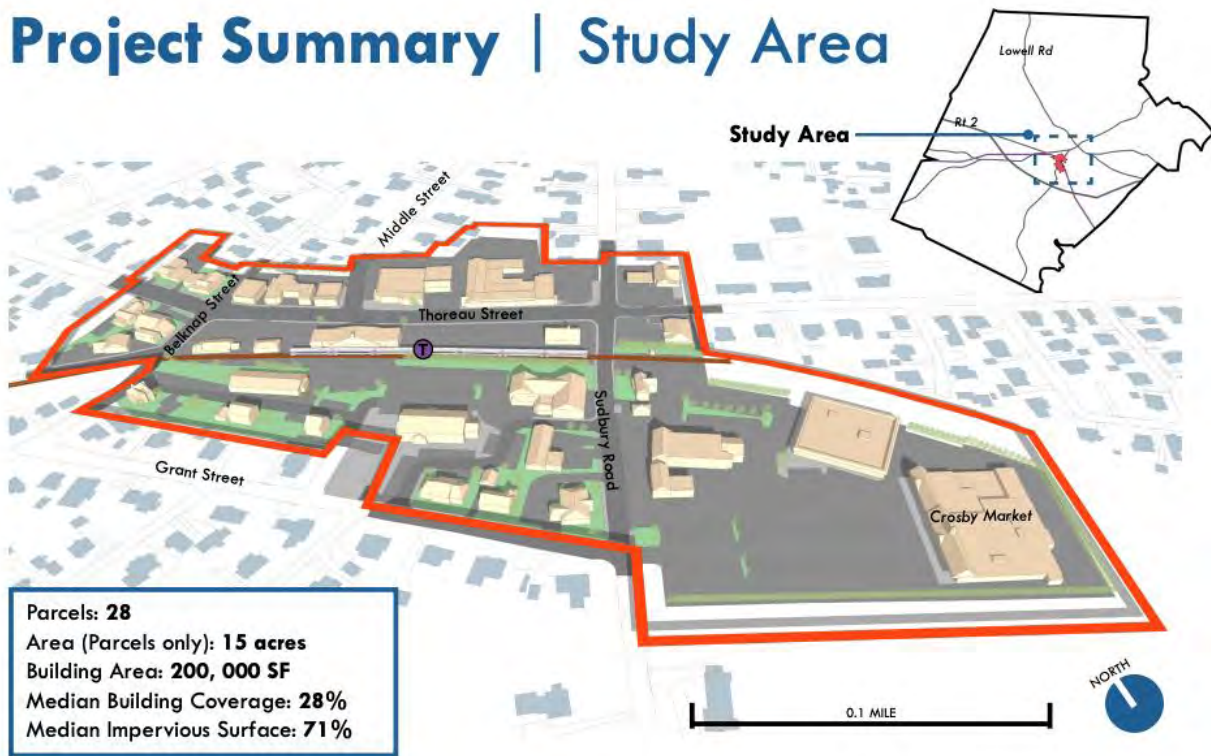 Project Summary | Study Area
Lowell Rd
Rt 2
Study Area
Middle Street
Belknap Street
Thoreau Street
T
Sudbury Road
Grant Street
Crosby Market
Parcels: 28
Area (Parcels only): 15 acres
Building Area: 200, 000 SF
Median Building Coverage: 28%
Median Impervious Surface: 71%
0.1 MILE
NORTH